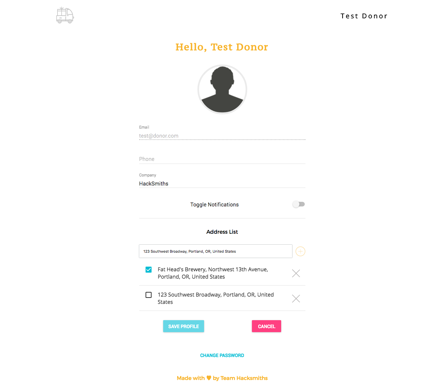 Test Donor
Hello, Test Donor
Email
test@donor.com
Phone
Company
HackSmiths
Toggle Notifications
Address List
123 Southwest Broadway, Portland, OR, United States
Fat Head's Brewery, Northwest 13th Avenue,
Portland, OR, United States
123 Southwest Broadway, Portland, OR, United
States
SAVE PROFILE
CANCEL
CHANGE PASSWORD
Made with 🧡 by Team Hacksmiths